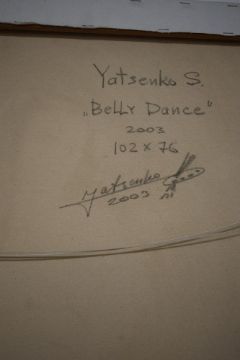 Yatsenko S.
„Belly Dance"
2003
102 x 76
Yatsenko
2003